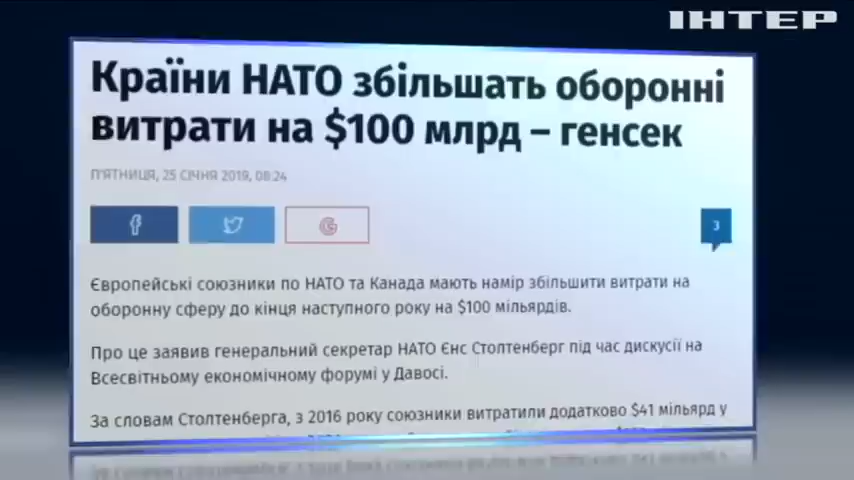 ІНТЕР
Країни НАТО збільшать оборонні
витрати на $100 млрд – генсек
П'ЯТНИЦЯ, 25 СІЧНЯ 2019, 08:24
3
Європейські союзники по НАТО та Канада мають намір збільшити витрати на
оборонну сферу до кінця наступного року на $100 мільярдів.
Про це заявив генеральний секретар НАТО Єнс Столтенберг під час дискусії на
Всесвітньому економічному форумі у Давосі.
За словам Столтенберга, з 2016 року союзники витратили додатково $41 мільярд у